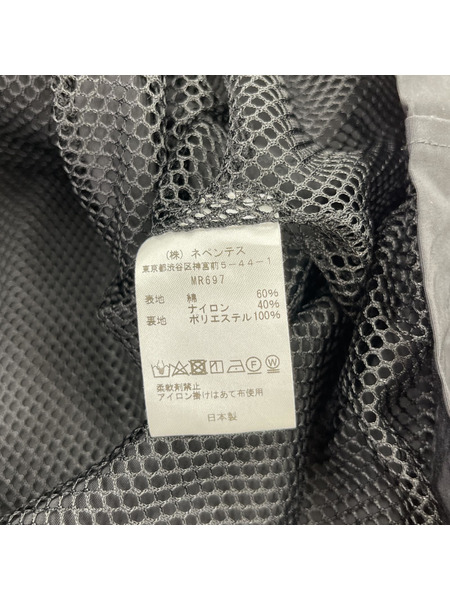 (株) ネペンテス
東京都渋谷区神宮前5-44-1
MR697
表地 綿 60%
ナイロン 40%
裏地 ポリエステル100%
柔軟剤禁止
アイロン掛けはあて布使用
日本製